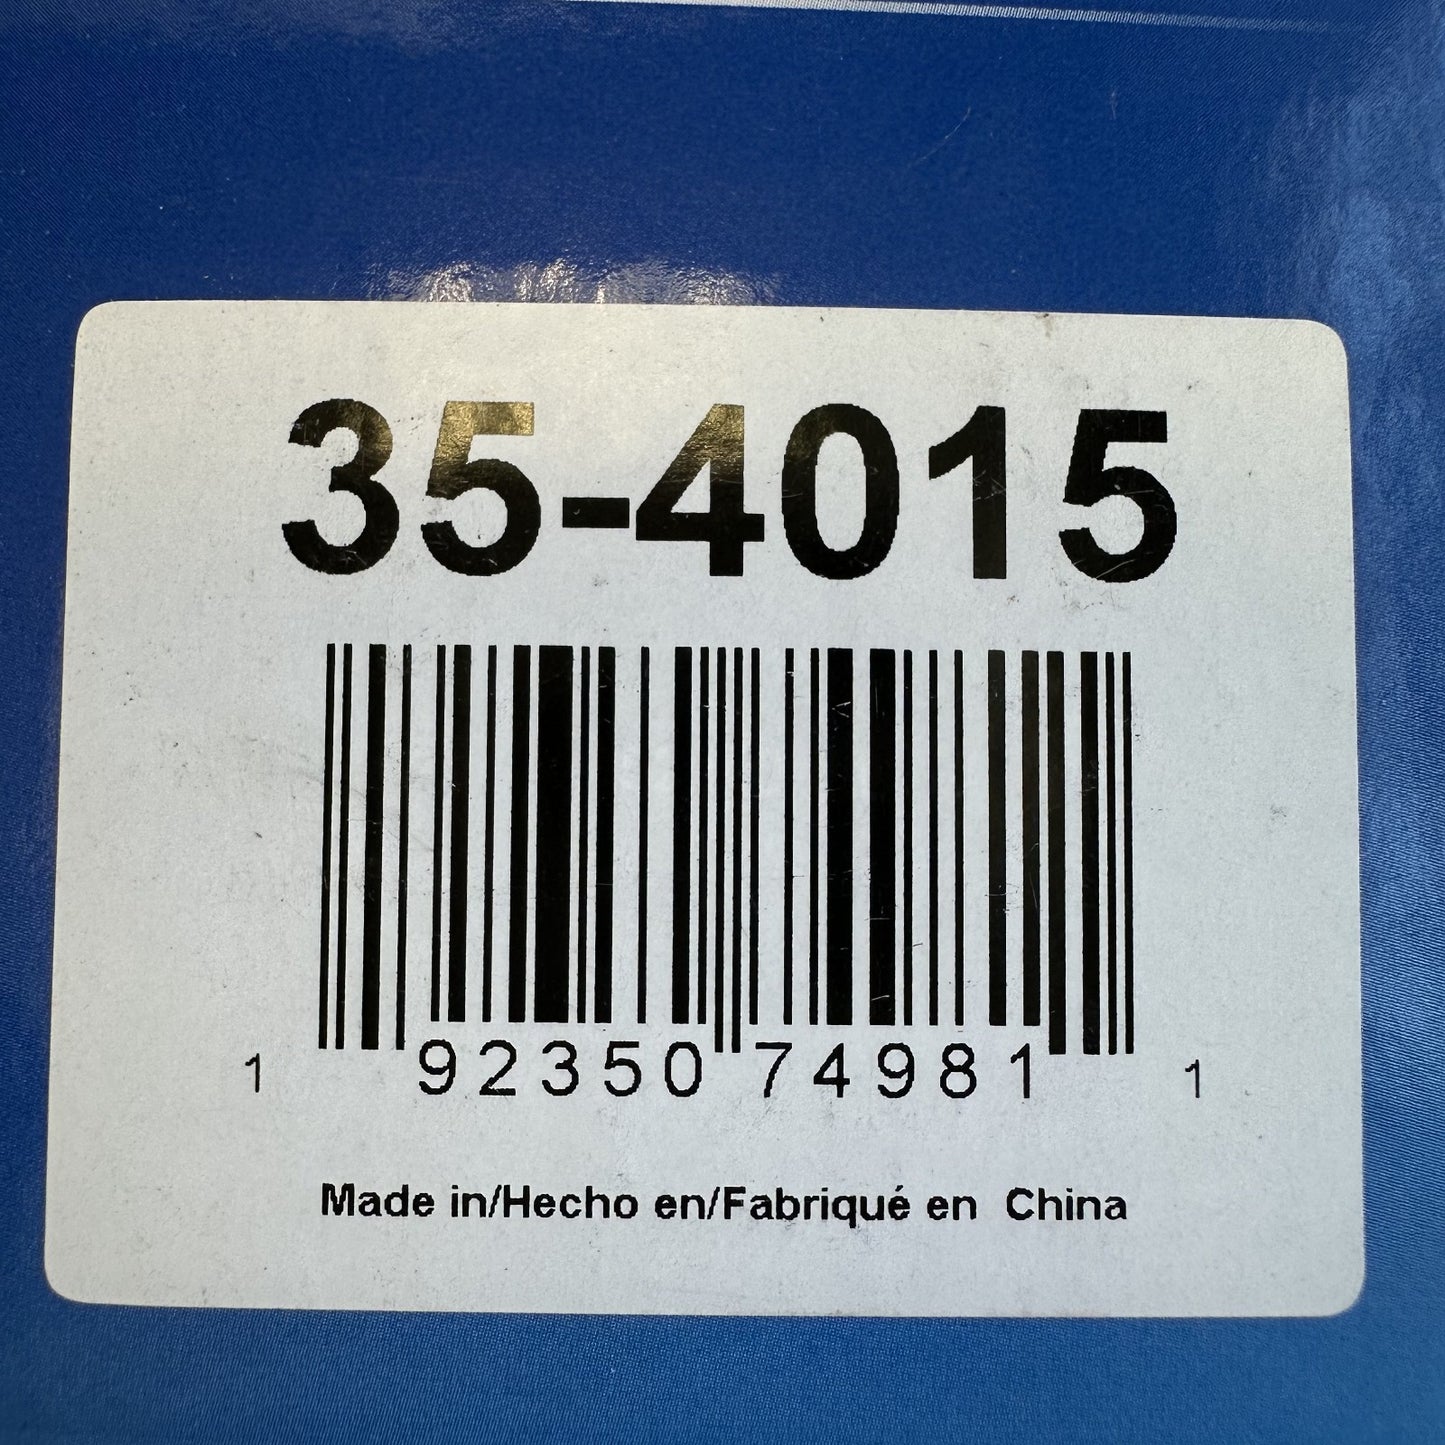 35-4015
1 92350 74981 1
Made in/Hecho en/Fabriqué en China